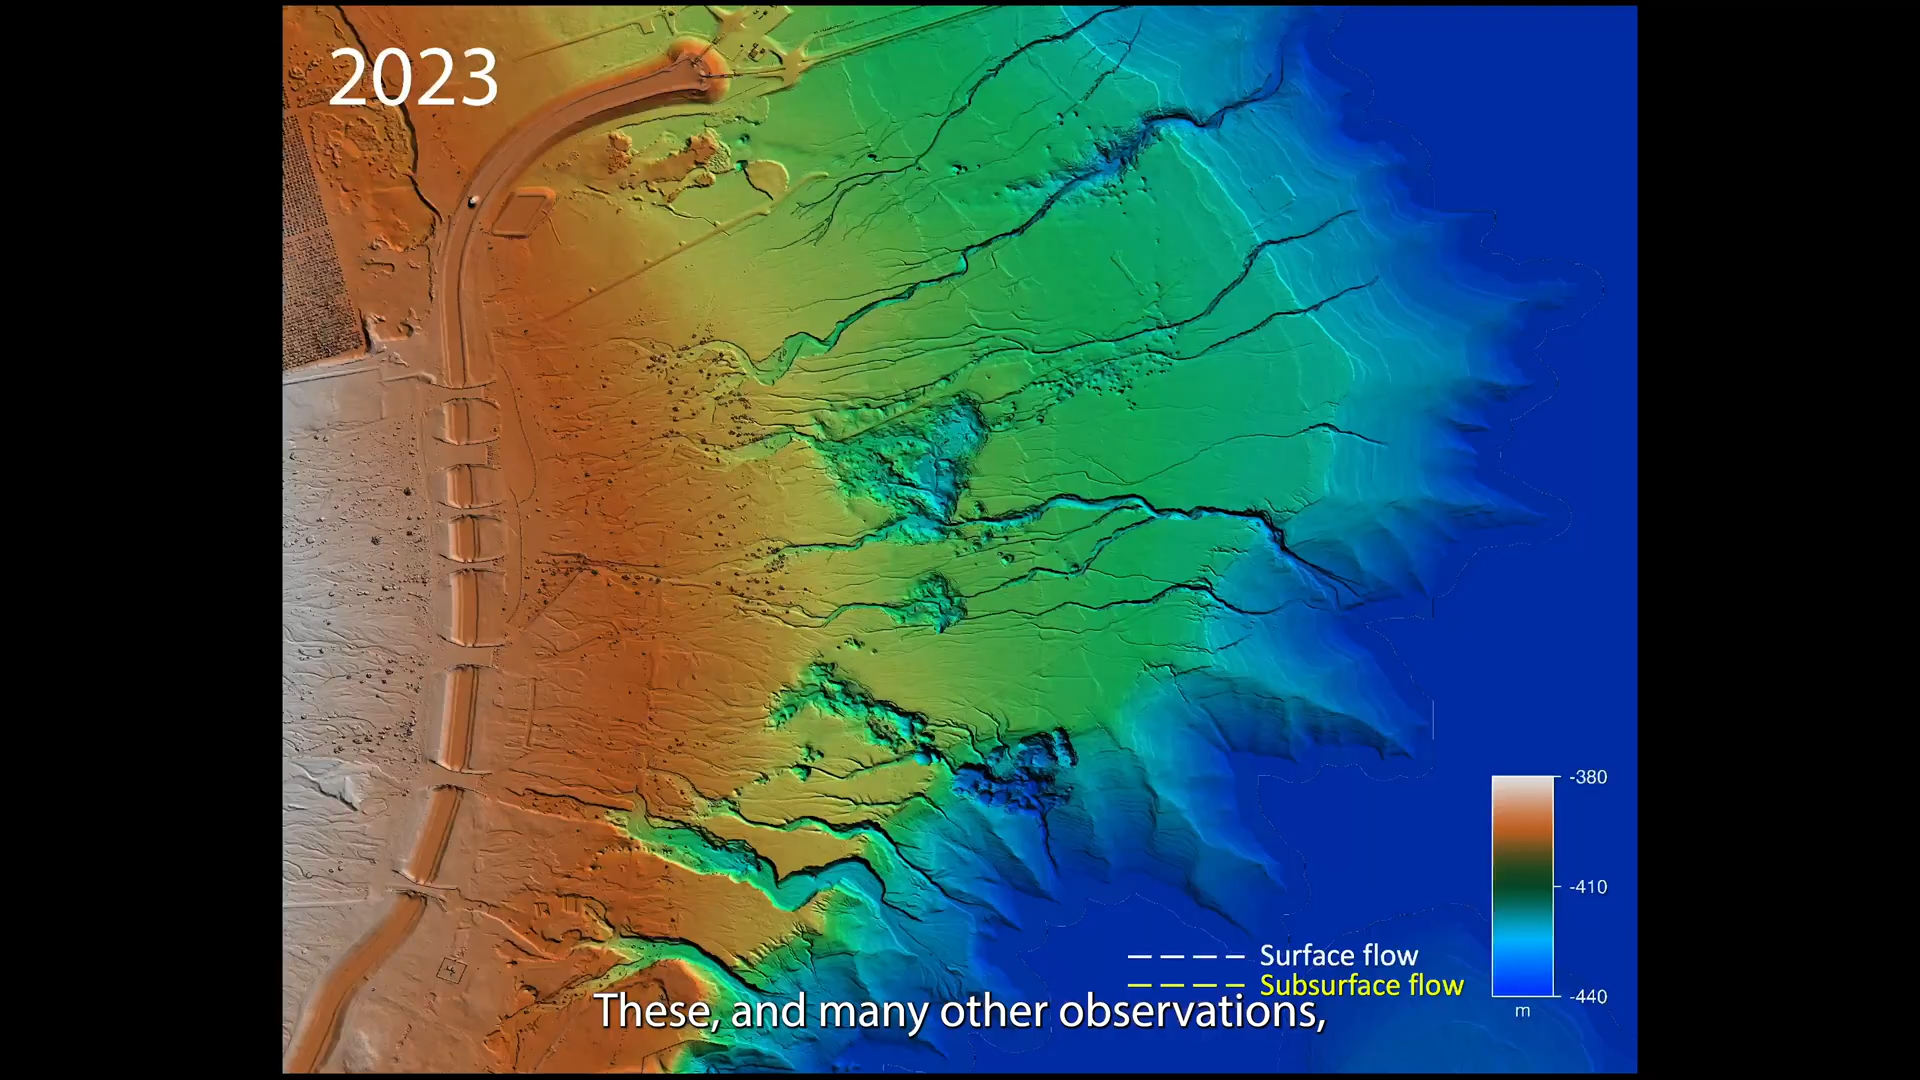 2023
-380
-410
-440
m
Surface flow
Subsurface flow
These, and many other observations,